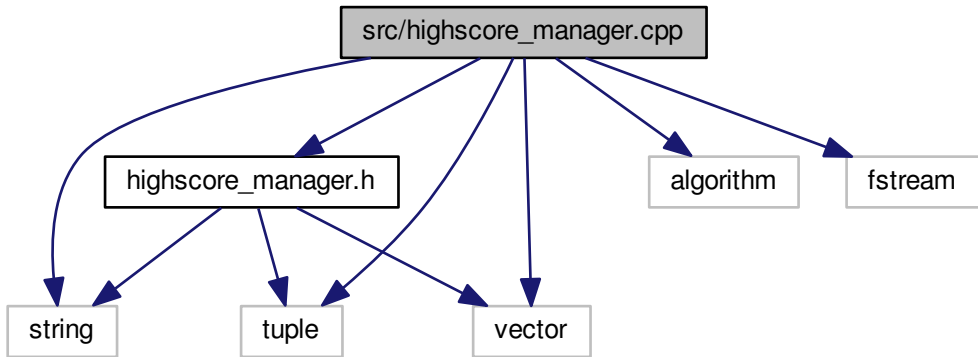 src/highscore_manager.cpp
highscore_manager.h
algorithm
fstream
string
tuple
vector